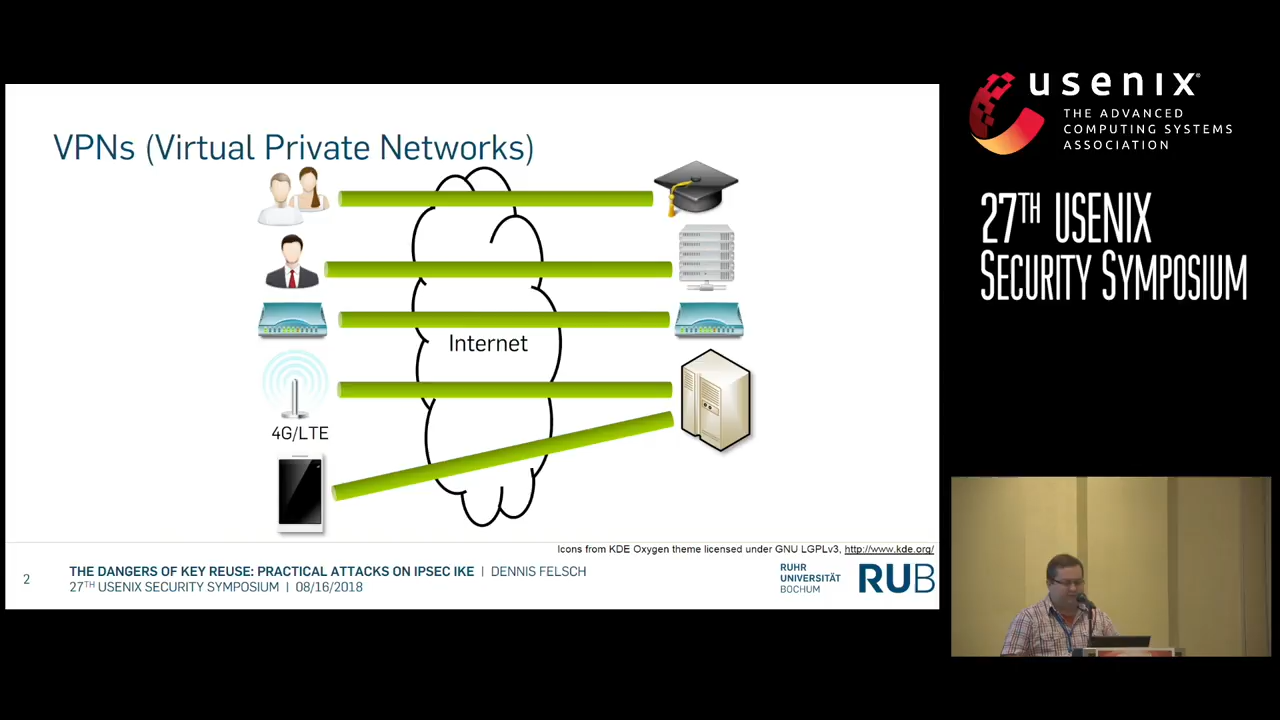 VPNs (Virtual Private Networks)
Internet
4G/LTE
Icons from KDE Oxygen theme licensed under GNU LGPLv3, http://www.kde.org/
2
THE DANGERS OF KEY REUSE: PRACTICAL ATTACKS ON IPSEC IKE | DENNIS FELSCH
27TH USENIX SECURITY SYMPOSIUM | 08/16/2018
RUHR
UNIVERSITÄT
BOCHUM
RUB
usenix
THE ADVANCED
COMPUTING SYSTEMS
ASSOCIATION
27TH USENIX
SECURITY SYMPOSIUM